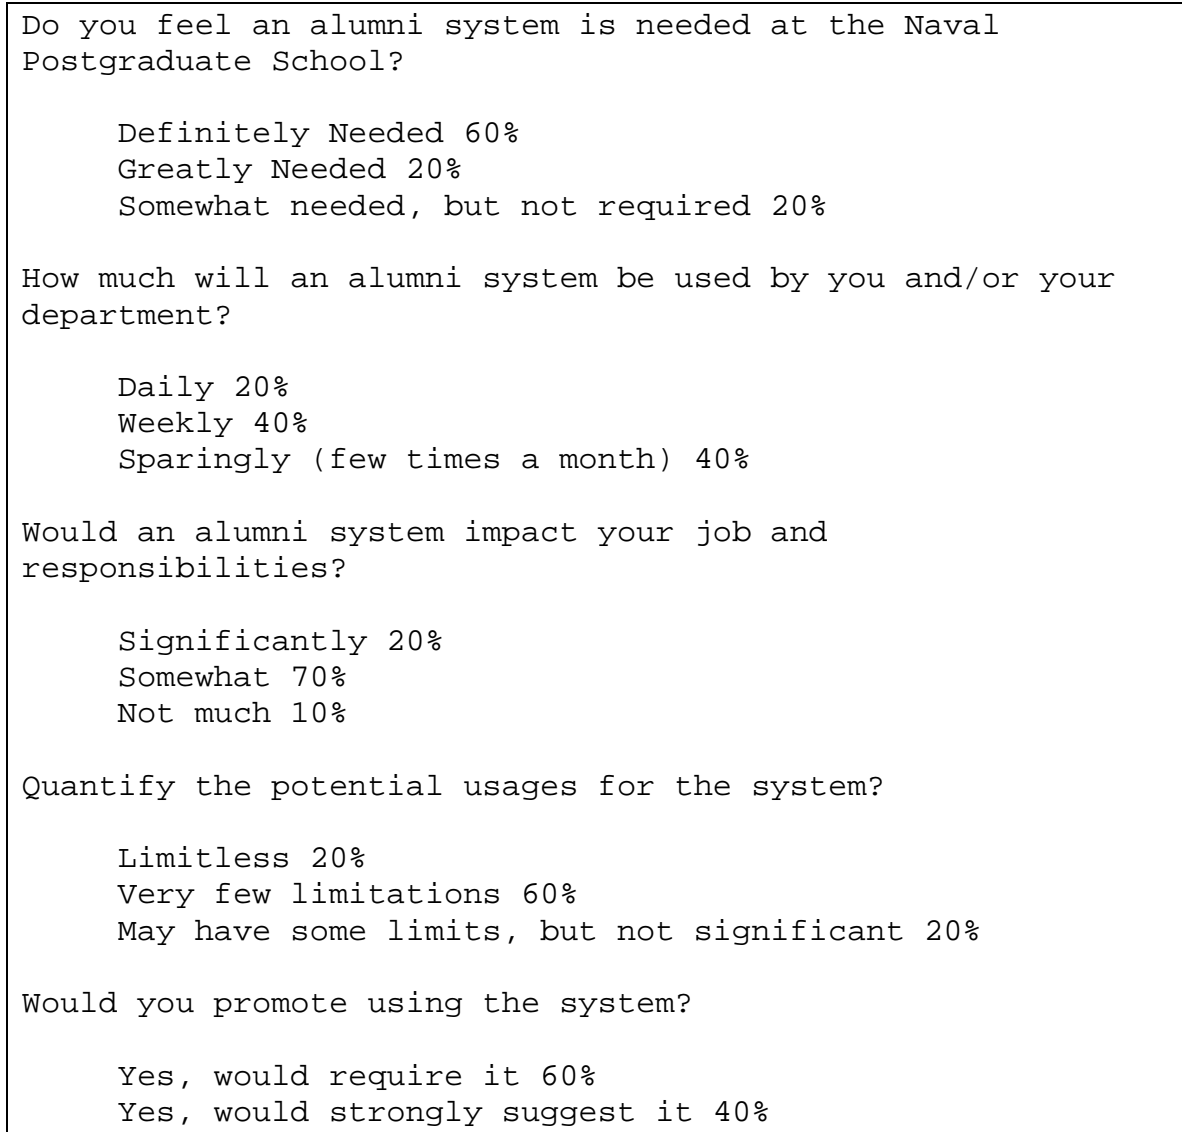 Do you feel an alumni system is needed at the Naval
Postgraduate School?
Definitely Needed 60%
Greatly Needed 20%
Somewhat needed, but not required 20%
How much will an alumni system be used by you and/or your
department?
Daily 20%
Weekly 40%
Sparingly (few times a month) 40%
Would an alumni system impact your job and
responsibilities?
Significantly 20%
Somewhat 70%
Not much 10%
Quantify the potential usages for the system?
Limitless 20%
Very few limitations 60%
May have some limits, but not significant 20%
Would you promote using the system?
Yes, would require it 60%
Yes, would strongly suggest it 40%